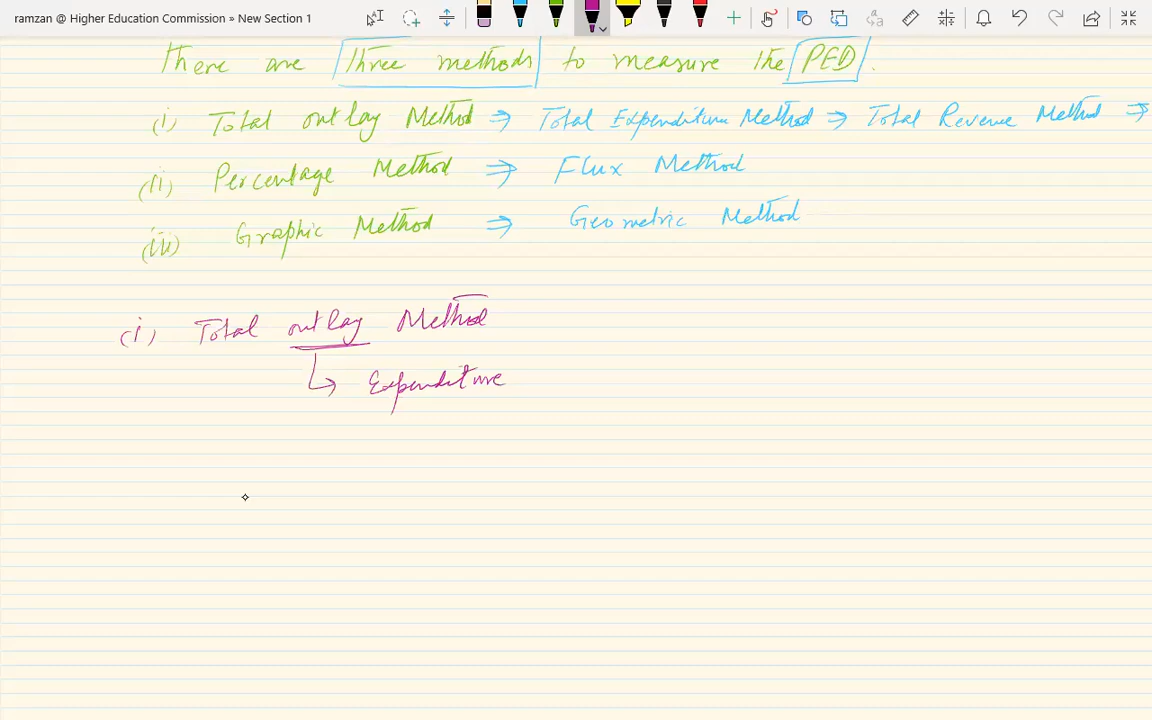 ramzan @ Higher Education Commission » New Section 1
There are three methods to measure the PED.
(i) Total outlay Method ⇒ Total Expenditure Method ⇒ Total Revenue Method ⇒
(ii) Percentage Method ⇒ Flux Method
(iii) Graphic Method ⇒ Geometric Method
(i) Total outlay Method
↳ Expenditure